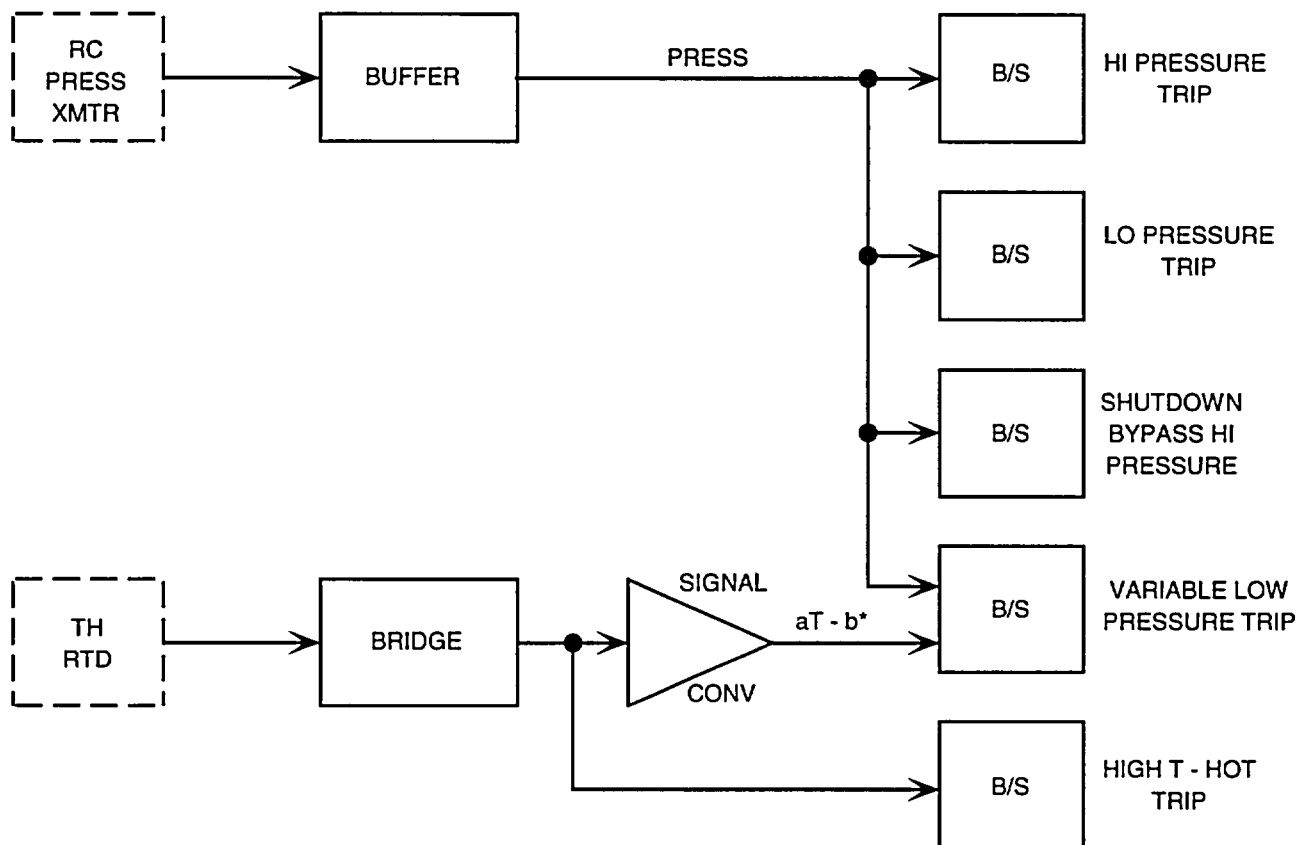 RC
PRESS
XMTR
BUFFER
PRESS
B/S
HI PRESSURE
TRIP
B/S
LO PRESSURE
TRIP
B/S
SHUTDOWN
BYPASS HI
PRESSURE
TH
RTD
BRIDGE
SIGNAL
CONV
aT - b*
B/S
VARIABLE LOW
PRESSURE TRIP
B/S
HIGH T - HOT
TRIP